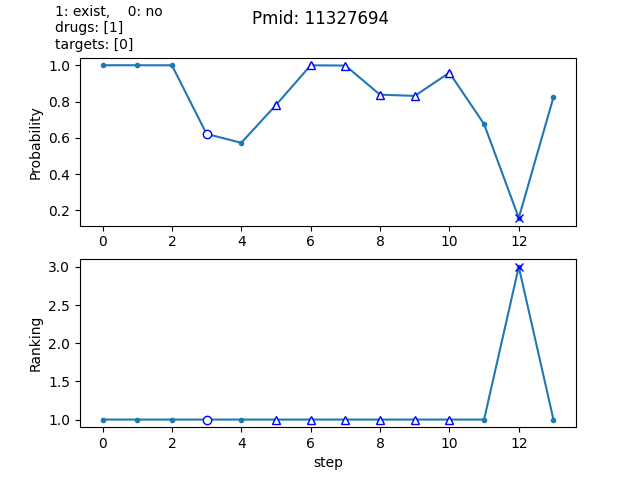 1: exist,    0: no
drugs: [1]
targets: [0]
Pmid: 11327694
Probability
1.0
0.8
0.6
0.4
0.2
0 2 4 6 8 10 12
Ranking
3.0
2.5
2.0
1.5
1.0
0 2 4 6 8 10 12
step